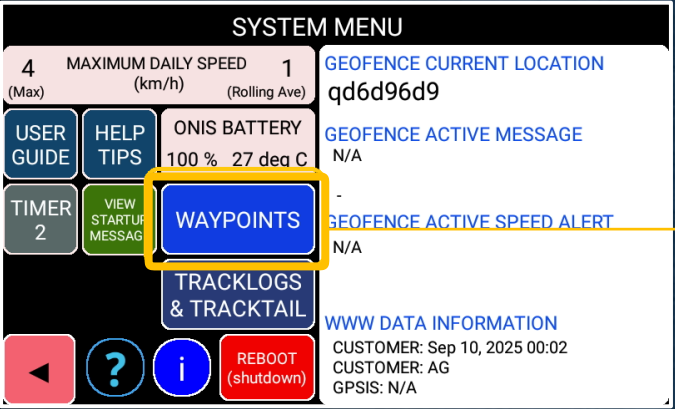 SYSTEM MENU
4 MAXIMUM DAILY SPEED 1
(Max) (km/h) (Rolling Ave)
USER GUIDE
HELP TIPS
ONIS BATTERY
100 % 27 deg C
TIMER 2
VIEW
STARTUP
MESSAG
WAYPOINTS
TRACKLOGS
& TRACKTAIL
◄
?
i
REBOOT
(shutdown)
GEOFENCE CURRENT LOCATION
qd6d96d9
GEOFENCE ACTIVE MESSAGE
N/A
-
GEOFENCE ACTIVE SPEED ALERT
N/A
WWW DATA INFORMATION
CUSTOMER: Sep 10, 2025 00:02
CUSTOMER: AG
GPSIS: N/A